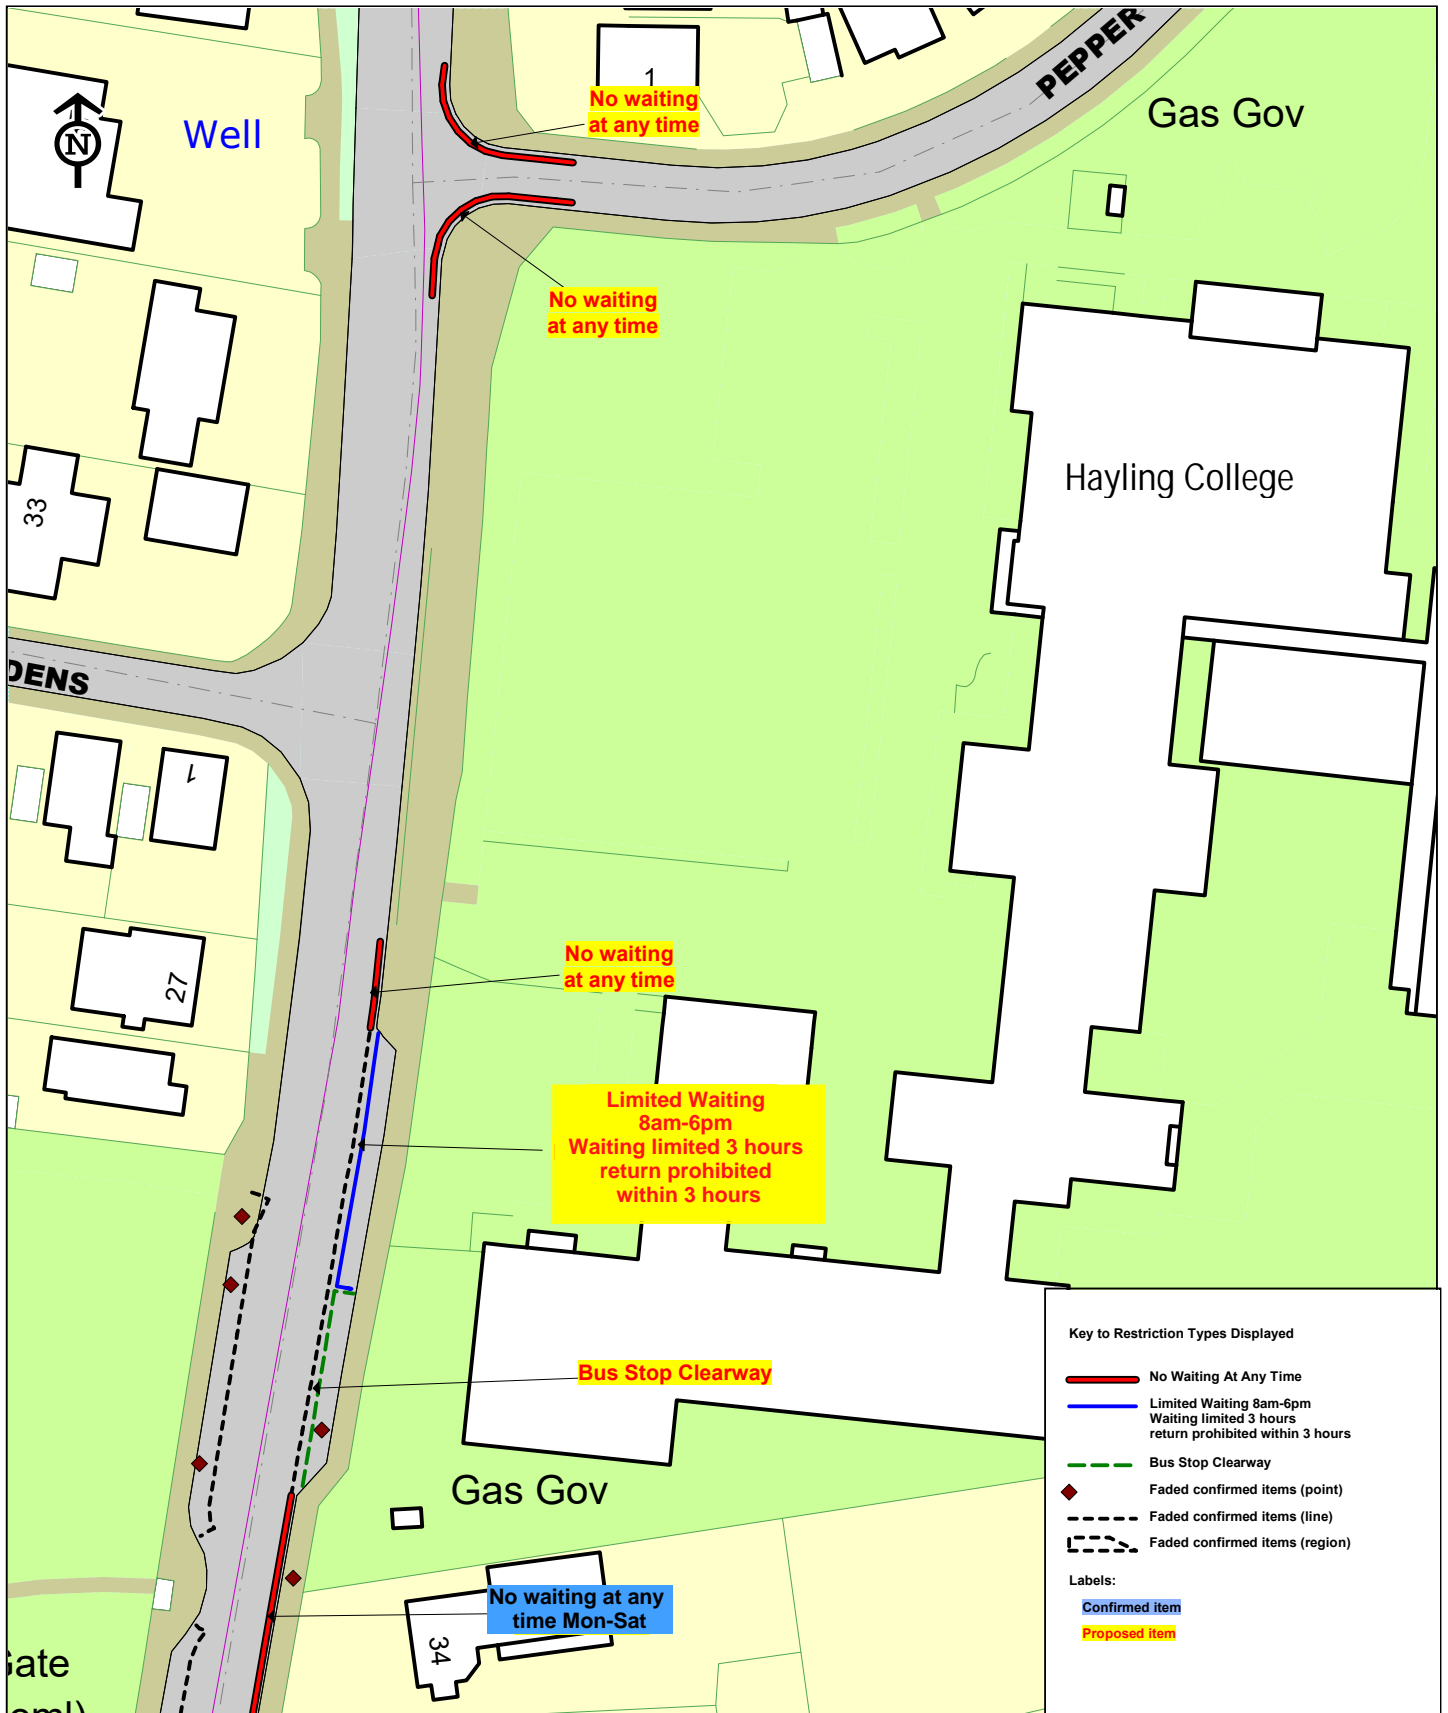 1
PEPPER
No waiting
at any time
Gas Gov
N
Well
No waiting
at any time
Hayling College
33
DENS
1
27
No waiting
at any time
Limited Waiting
8am-6pm
Waiting limited 3 hours
return prohibited
within 3 hours
Bus Stop Clearway
Gas Gov
No waiting at any
time Mon-Sat
34
Gate
Key to Restriction Types Displayed
No Waiting At Any Time
Limited Waiting 8am-6pm
Waiting limited 3 hours
return prohibited within 3 hours
Bus Stop Clearway
Faded confirmed items (point)
Faded confirmed items (line)
Faded confirmed items (region)
Labels:
Confirmed item
Proposed item